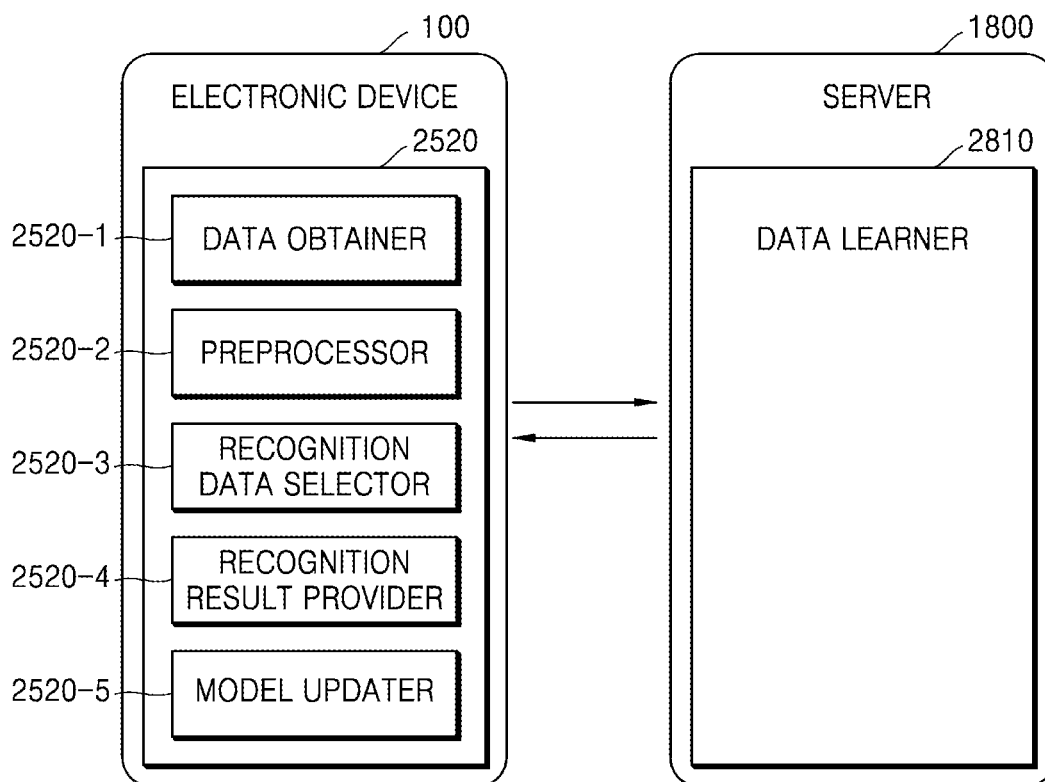 100
1800
ELECTRONIC DEVICE
SERVER
2520
2810
2520-1
DATA OBTAINER
DATA LEARNER
2520-2
PREPROCESSOR
2520-3
RECOGNITION
DATA SELECTOR
2520-4
RECOGNITION
RESULT PROVIDER
2520-5
MODEL UPDATER